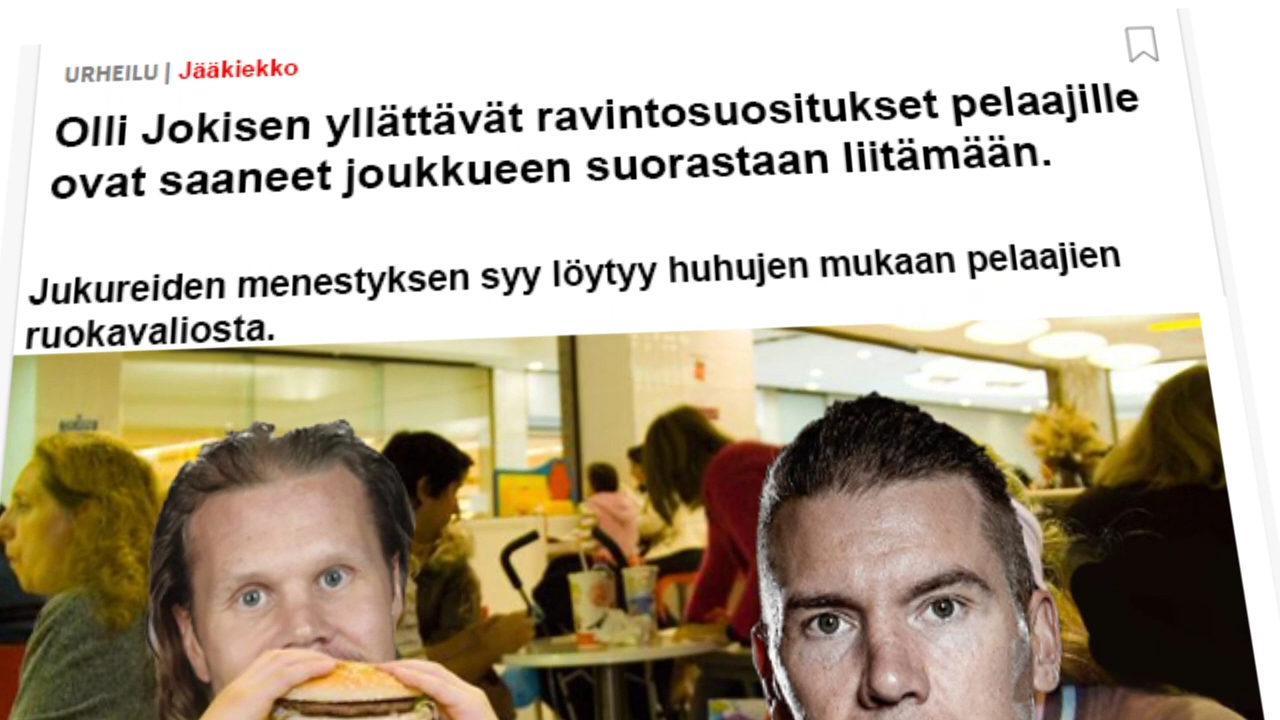 URHEILU | Jääkiekko
Olli Jokisen yllättävät ravintosuositukset pelaajille
ovat saaneet joukkueen suorastaan liitämään.
Jukureiden menestyksen syy löytyy huhujen mukaan pelaajien
ruokavaliosta.